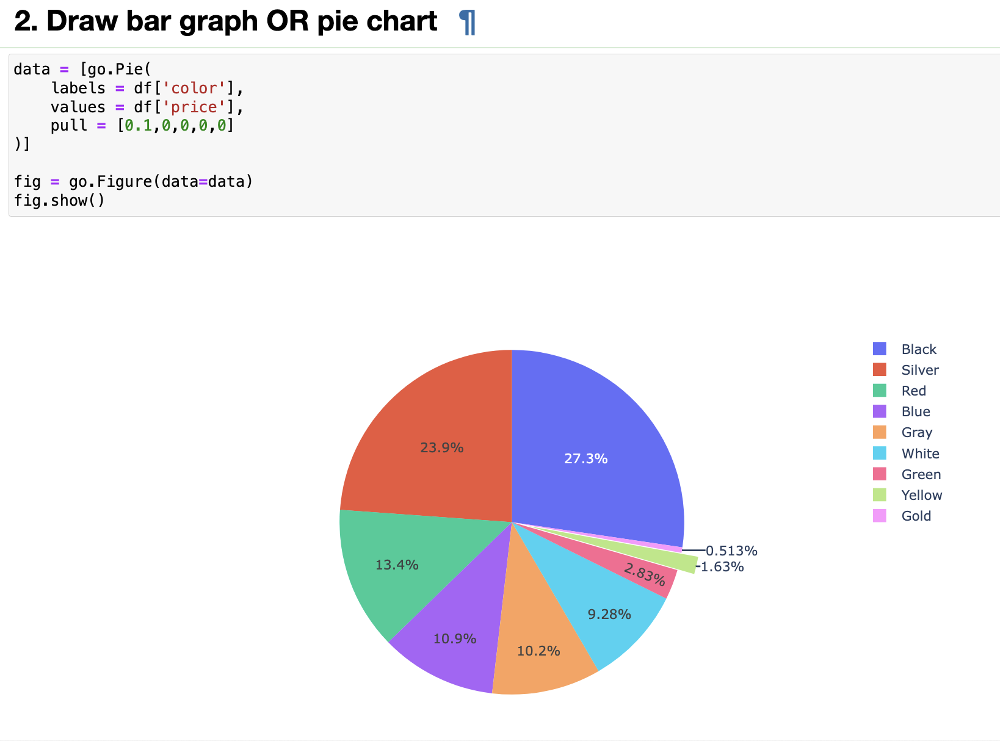 2. Draw bar graph OR pie chart ¶
data = [go.Pie(
    labels = df['color'],
    values = df['price'],
    pull = [0.1,0,0,0,0]
)]
fig = go.Figure(data=data)
fig.show()
Black
Silver
Red
Blue
Gray
White
Green
Yellow
Gold
23.9%
27.3%
0.513%
13.4%
1.63%
2.83%
9.28%
10.9%
10.2%